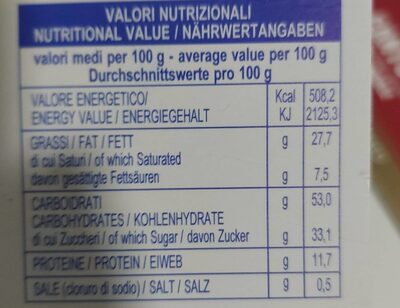 VALORI NUTRIZIONALI
NUTRITIONAL VALUE / NÄHRWERTANGABEN
valori medi per 100 g - average value per 100 g
Durchschnittswerte pro 100 g
VALORE ENERGETICO/ Kcal 508,2
ENERGY VALUE / ENERGIEGEHALT KJ 2125,3
GRASSI / FAT / FETT g 27,7
di cui Saturi / of which Saturated
davon gesättigte Fettsäuren g 7,5
CARBOIDRATI g 53,0
CARBOHYDRATES / KOHLENHYDRATE
di cui Zuccheri / of which Sugar / davon Zucker g 33,1
PROTEINE / PROTEIN / EIWEB g 11,7
SALE (cloruro di sodio) / SALT / SALZ g 0,5